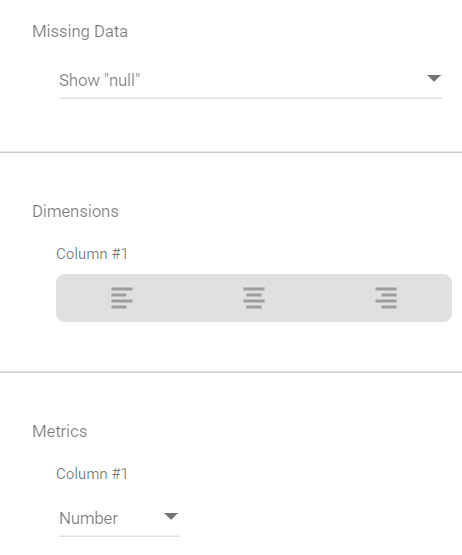 Missing Data
Show "null"
Dimensions
Column #1
Metrics
Column #1
Number